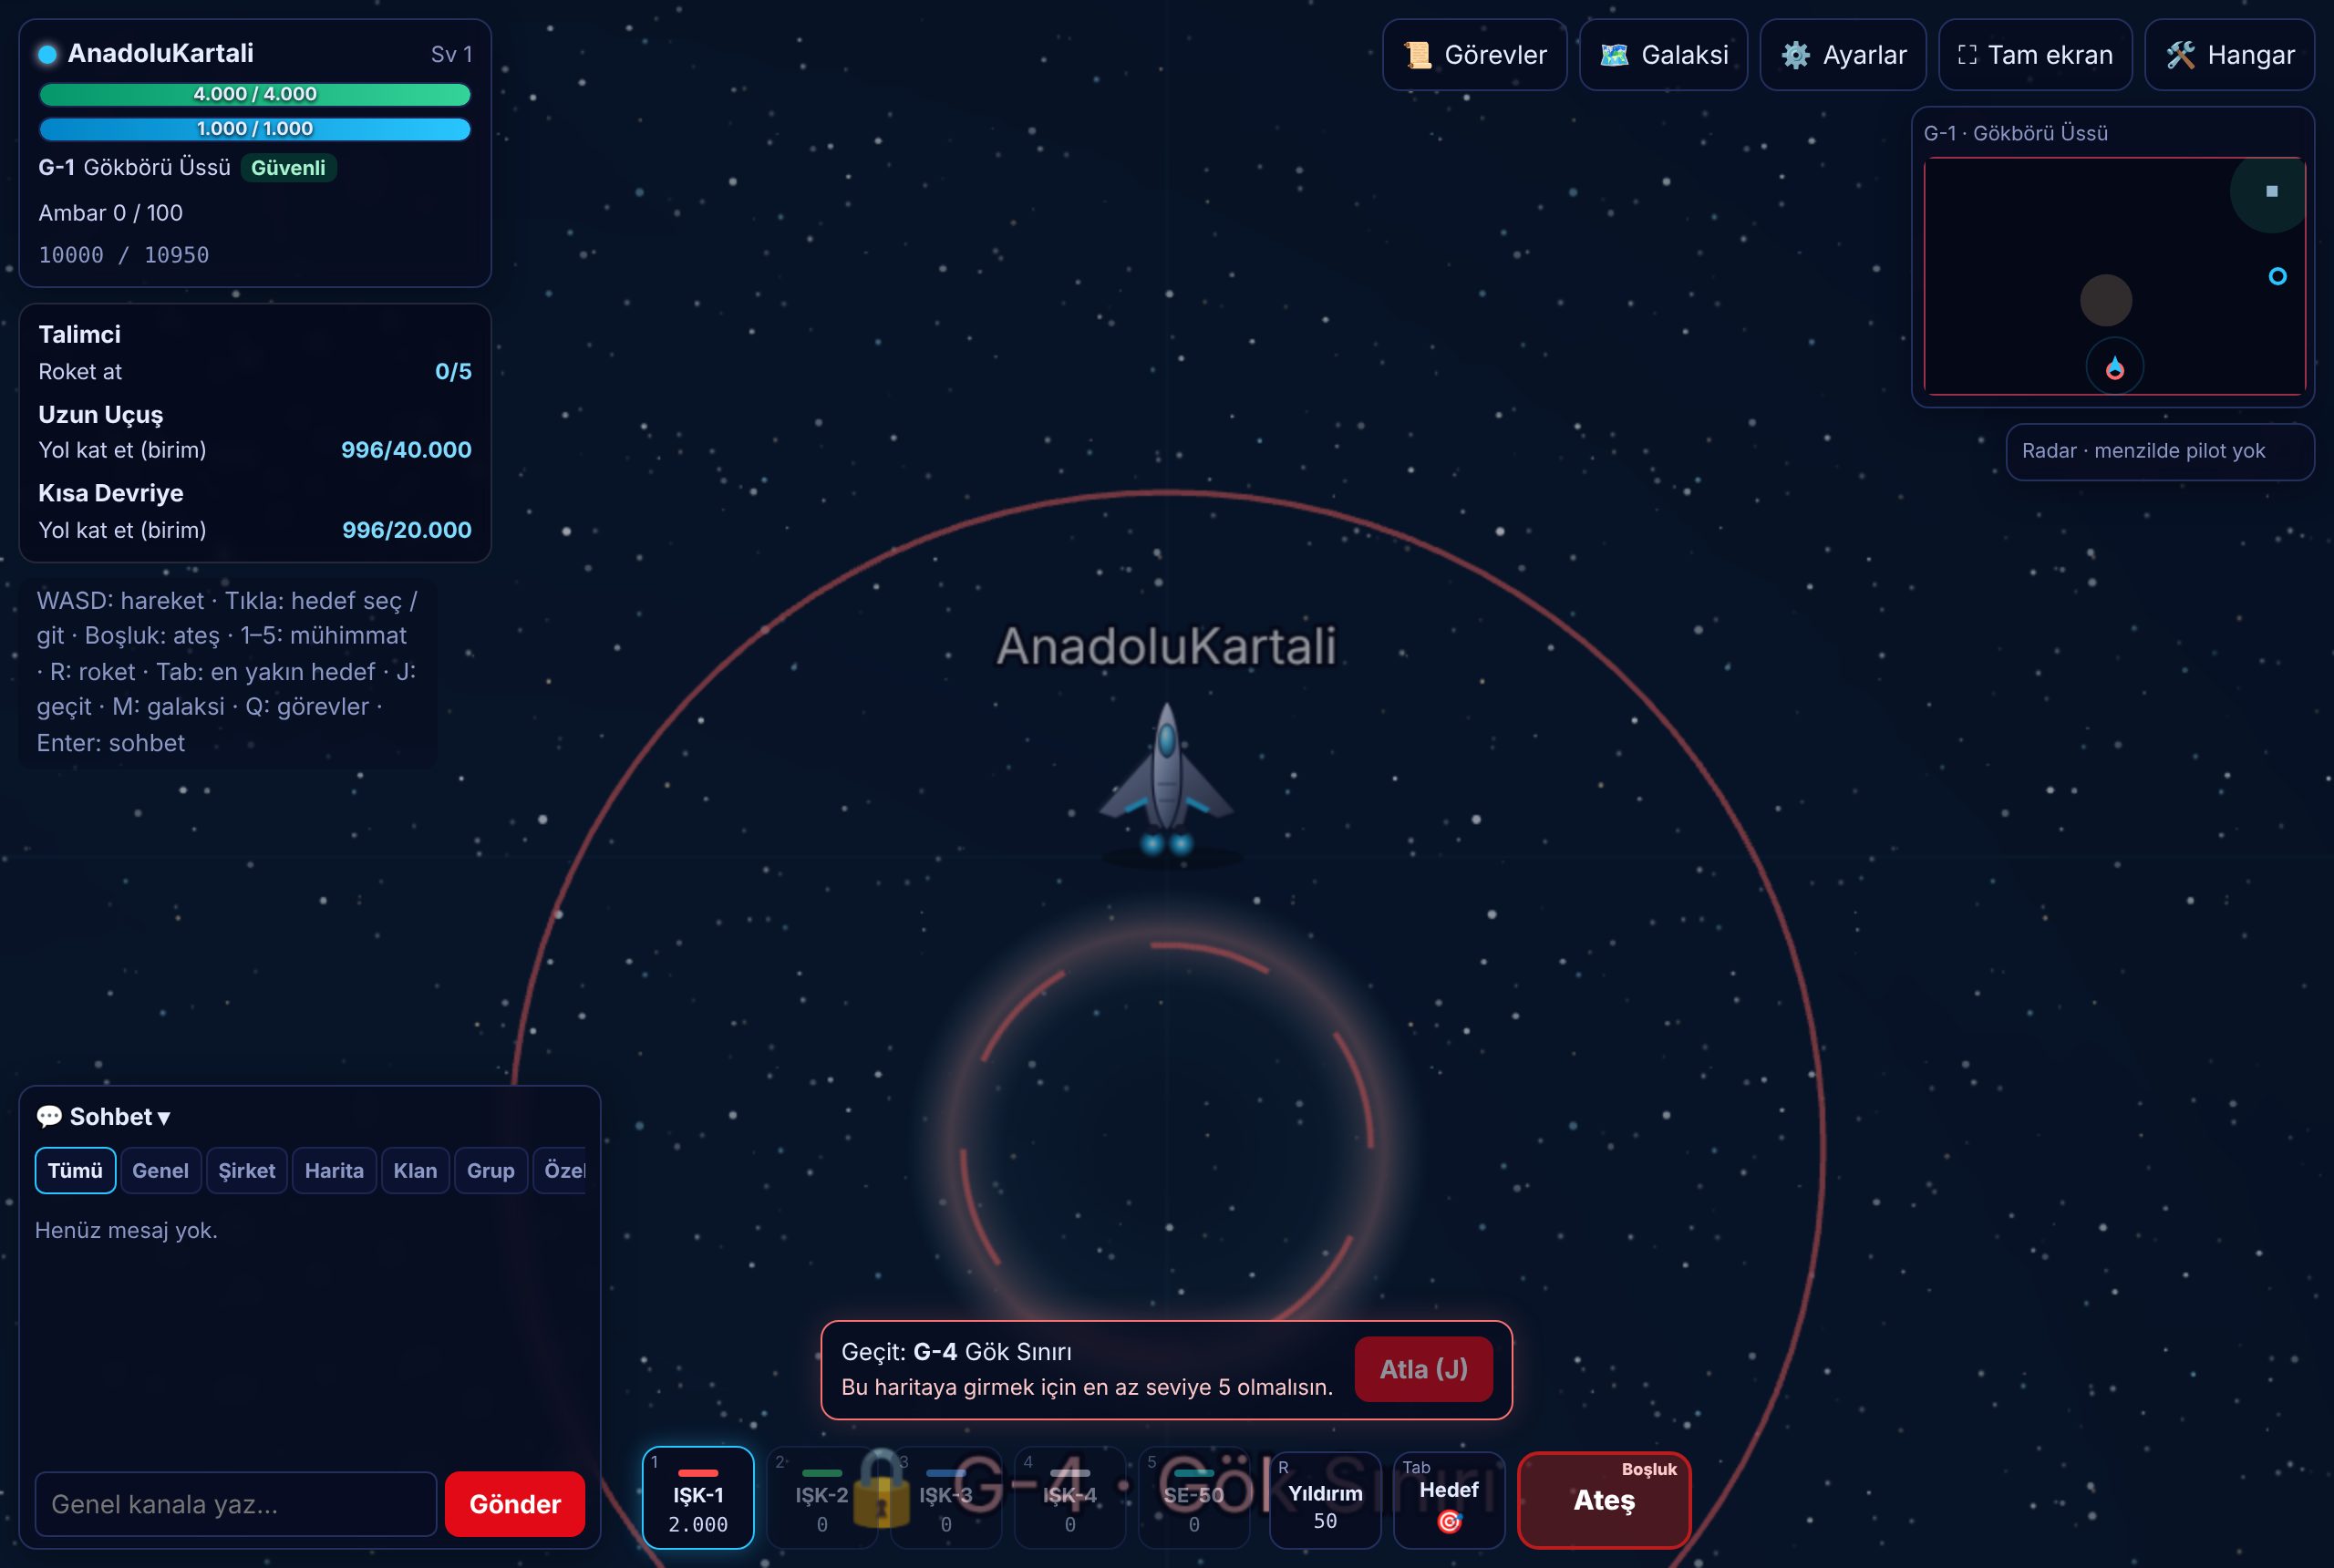 AnadoluKartali Sv 1
4.000 / 4.000
1.000 / 1.000
G-1 Gökbörü Üssü Güvenli
Ambar 0 / 100
10000 / 10950
Talimci
Roket at 0/5
Uzun Uçuş
Yol kat et (birim) 996/40.000
Kısa Devriye
Yol kat et (birim) 996/20.000
WASD: hareket · Tıkla: hedef seç /
git · Boşluk: ateş · 1–5: mühimmat
· R: roket · Tab: en yakın hedef · J:
geçit · M: galaksi · Q: görevler ·
Enter: sohbet
Görevler Galaksi Ayarlar Tam ekran Hangar
G-1 · Gökbörü Üssü
Radar · menzilde pilot yok
AnadoluKartali
Sohbet ▾
Tümü Genel Şirket Harita Klan Grup Özel
Henüz mesaj yok.
Genel kanala yaz... Gönder
Geçit: G-4 Gök Sınırı
Bu haritaya girmek için en az seviye 5 olmalısın.
Atla (J)
G-4 · Gök Sınırı
1 IŞK-1 2.000
2 IŞK-2 0
3 IŞK-3 0
4 IŞK-4 0
5 SE-50 0
R Yıldırım 50
Tab Hedef
Boşluk Ateş